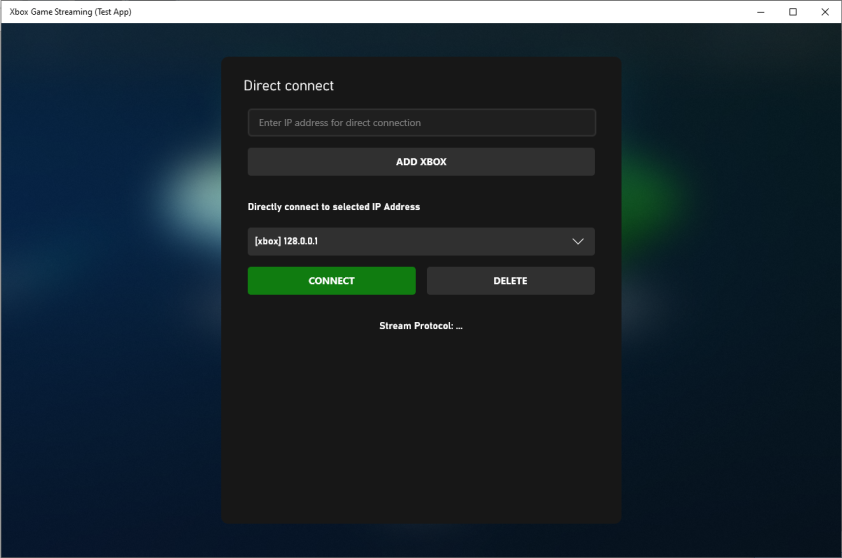 Xbox Game Streaming (Test App)
Direct connect
Enter IP address for direct connection
ADD XBOX
Directly connect to selected IP Address
[xbox] 128.0.0.1
CONNECT
DELETE
Stream Protocol: ...